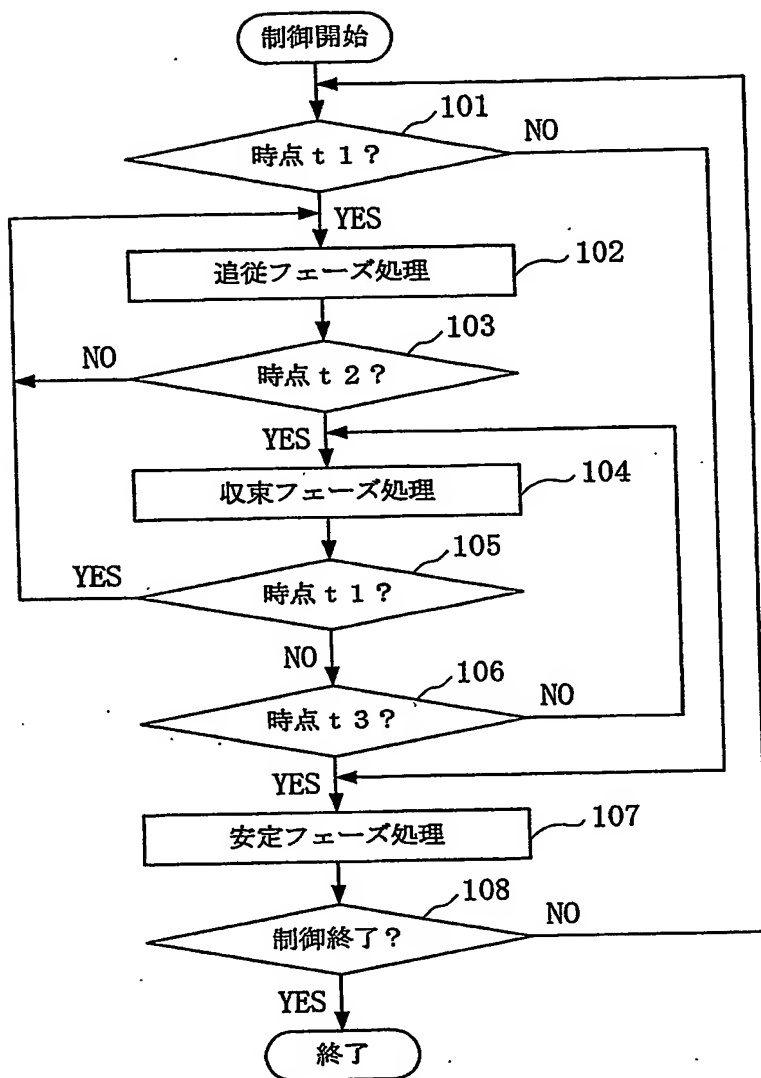 制御開始
101
時点t1?
NO
YES
追従フェーズ処理
102
103
NO
時点t2?
YES
収束フェーズ処理
104
105
YES
時点t1?
NO
106
NO
時点t3?
YES
安定フェーズ処理
107
108
NO
制御終了?
YES
終了